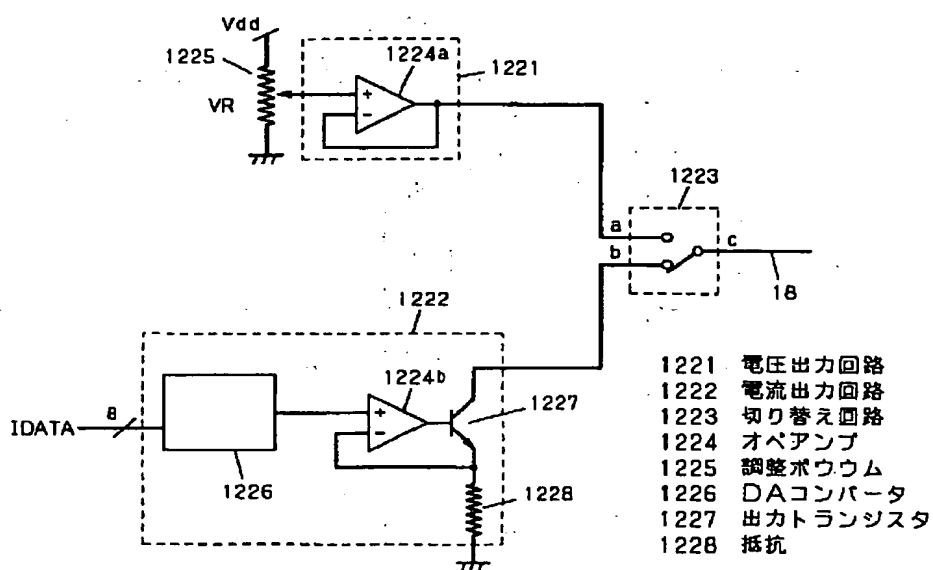 Vdd
1225
VR
1224a
1221
1223
a
b
c
18
1222
1224b
1227
IDATA
8
1226
1228
1221 電圧出力回路
1222 電流出力回路
1223 切り替え回路
1224 オペアンプ
1225 調整ボウウム
1226 DAコンバータ
1227 出力トランジスタ
1228 抵抗